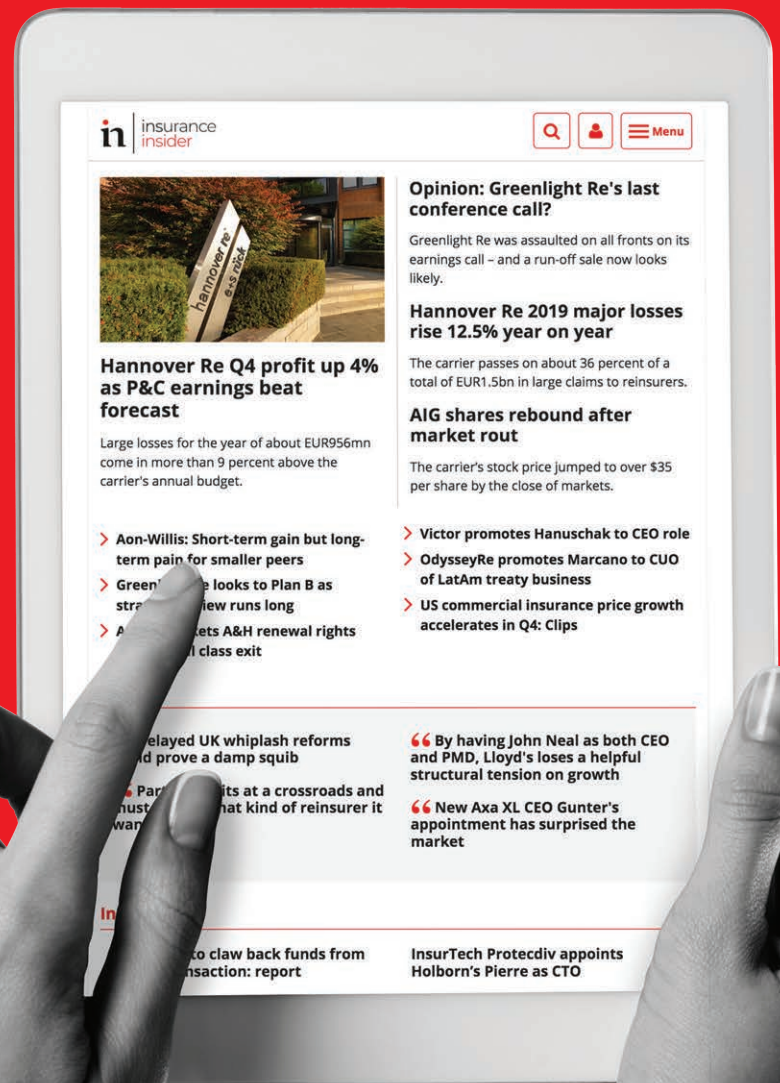 in insurance
insider
Menu
hannover re
e+s rück
Hannover Re Q4 profit up 4%
as P&C earnings beat
forecast
Large losses for the year of about EUR956mn
come in more than 9 percent above the
carrier's annual budget.
Opinion: Greenlight Re's last
conference call?
Greenlight Re was assaulted on all fronts on its
earnings call – and a run-off sale now looks
likely.
Hannover Re 2019 major losses
rise 12.5% year on year
The carrier passes on about 36 percent of a
total of EUR1.5bn in large claims to reinsurers.
AIG shares rebound after
market rout
The carrier's stock price jumped to over $35
per share by the close of markets.
Aon-Willis: Short-term gain but long-
term pain for smaller peers
looks to Plan B as
runs long
A&H renewal rights
class exit
Victor promotes Hanuschak to CEO role
OdysseyRe promotes Marcano to CUO
of LatAm treaty business
US commercial insurance price growth
accelerates in Q4: Clips
UK whiplash reforms
prove a damp squib
at a crossroads and
kind of reinsurer it
“ By having John Neal as both CEO
and PMD, Lloyd's loses a helpful
structural tension on growth
“ New Axa XL CEO Gunter's
appointment has surprised the
market
to claw back funds from
report
InsurTech Protecdiv appoints
Holborn’s Pierre as CTO